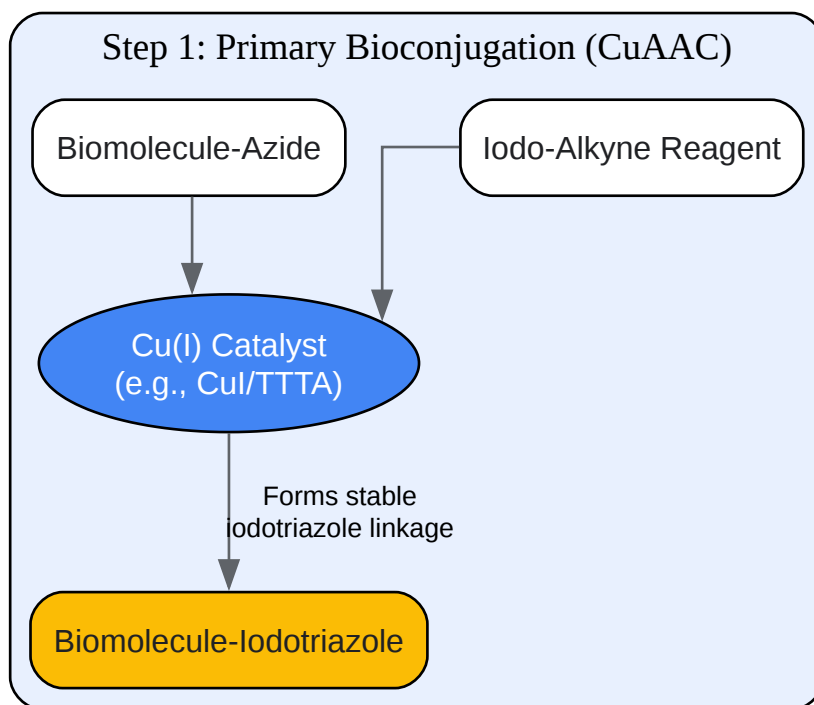 Step 1: Primary Bioconjugation (CuAAC)
Biomolecule-Azide
Iodo-Alkyne Reagent
Cu(I) Catalyst
(e.g., CuI/TTTA)
Forms stable
iodotriazole linkage
Biomolecule-Iodotriazole